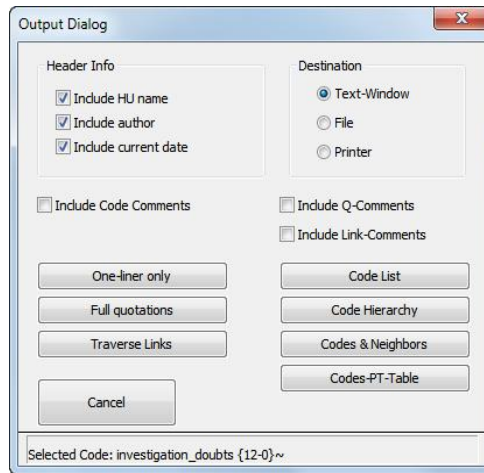 Output Dialog
x
Header Info
Include HU name
Include author
Include current date
Destination
Text-Window
File
Printer
Include Code Comments
Include Q-Comments
Include Link-Comments
One-liner only
Code List
Full quotations
Code Hierarchy
Traverse Links
Codes & Neighbors
Codes-PT-Table
Cancel
Selected Code: investigation_doubts {12-0}~